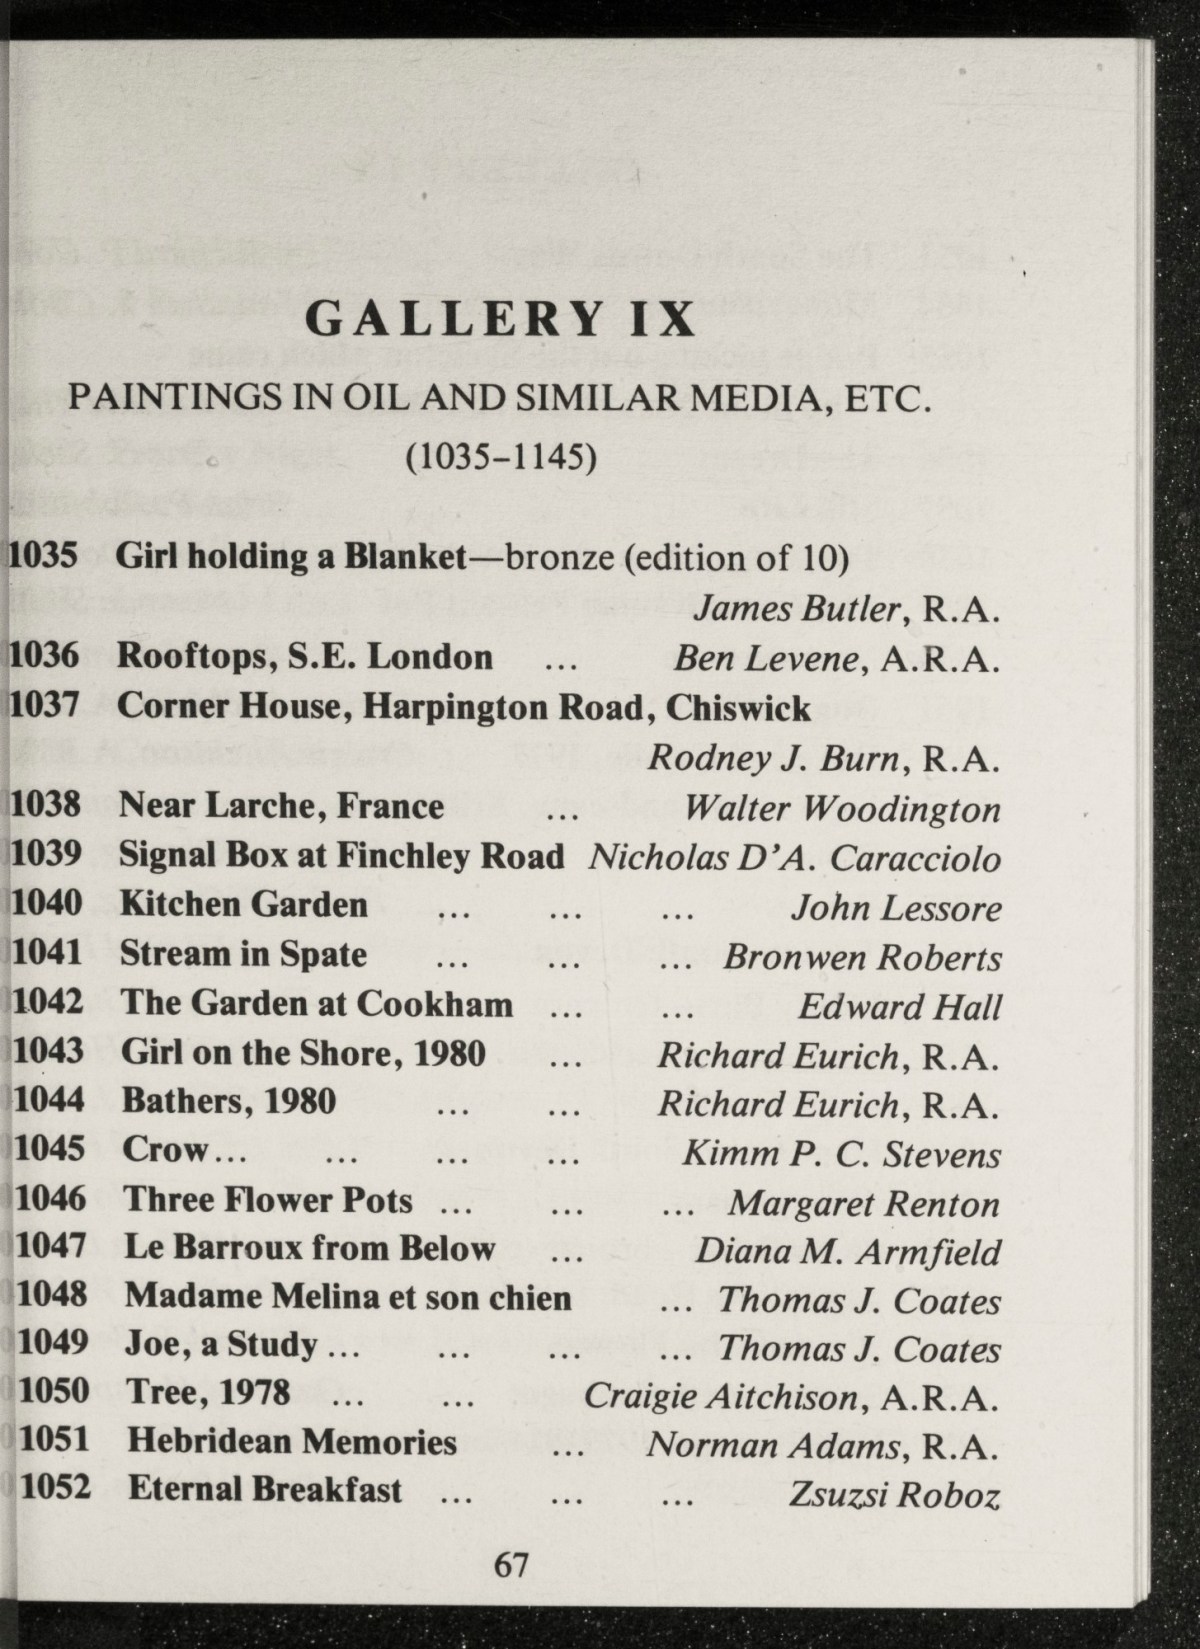 GALLERY IX
PAINTINGS IN OIL AND SIMILAR MEDIA, ETC.
(1035–1145)
1035 Girl holding a Blanket—bronze (edition of 10)
James Butler, R.A.
1036 Rooftops, S.E. London ... Ben Levene, A.R.A.
1037 Corner House, Harpington Road, Chiswick
Rodney J. Burn, R.A.
1038 Near Larche, France ... Walter Woodington
1039 Signal Box at Finchley Road Nicholas D'A. Caracciolo
1040 Kitchen Garden ... ... ... John Lessore
1041 Stream in Spate ... ... ... Bronwen Roberts
1042 The Garden at Cookham ... ... Edward Hall
1043 Girl on the Shore, 1980 ... Richard Eurich, R.A.
1044 Bathers, 1980 ... ... Richard Eurich, R.A.
1045 Crow... ... ... ... Kimm P. C. Stevens
1046 Three Flower Pots ... ... ... Margaret Renton
1047 Le Barroux from Below ... Diana M. Armfield
1048 Madame Melina et son chien ... Thomas J. Coates
1049 Joe, a Study... ... ... ... Thomas J. Coates
1050 Tree, 1978 ... ... Craigie Aitchison, A.R.A.
1051 Hebridean Memories ... Norman Adams, R.A.
1052 Eternal Breakfast ... ... ... Zsuzsi Roboz
67